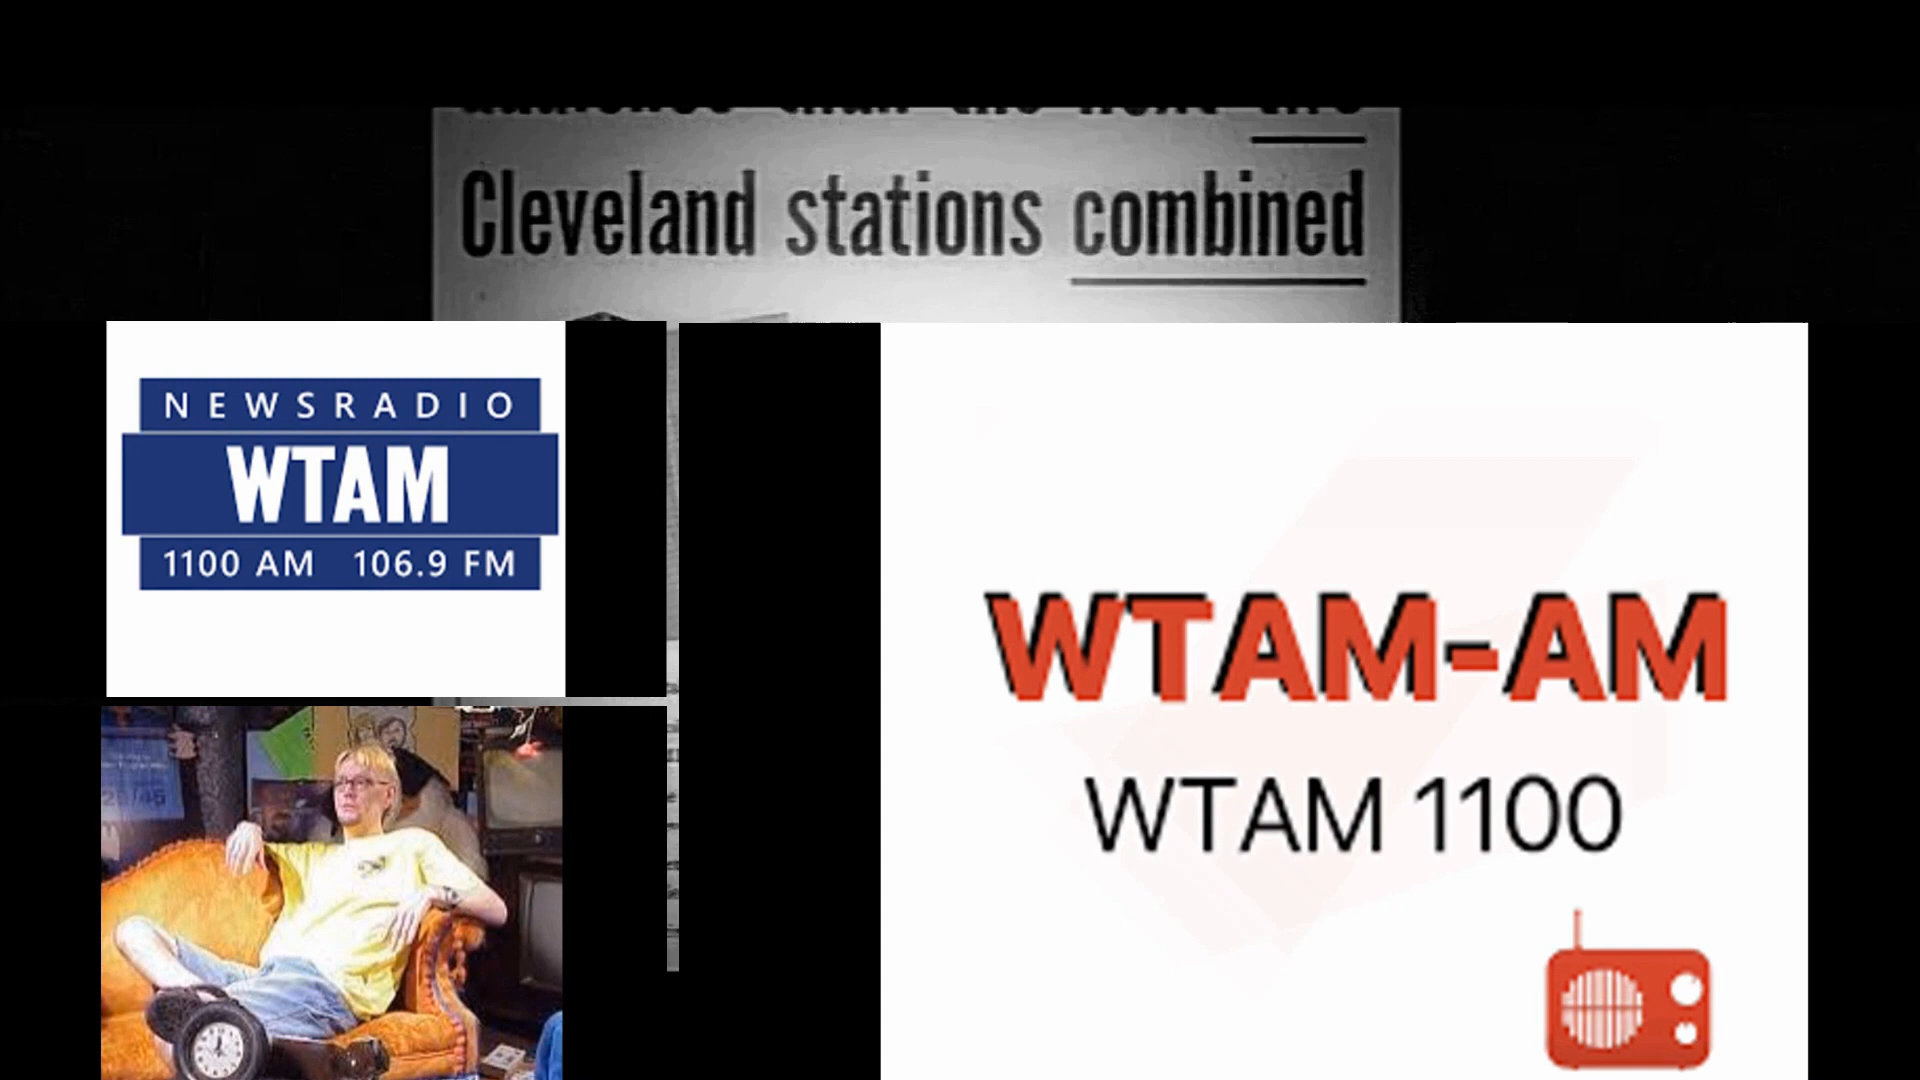 Cleveland stations combined
NEWSRADIO
WTAM
1100 AM 106.9 FM
WTAM-AM
WTAM 1100